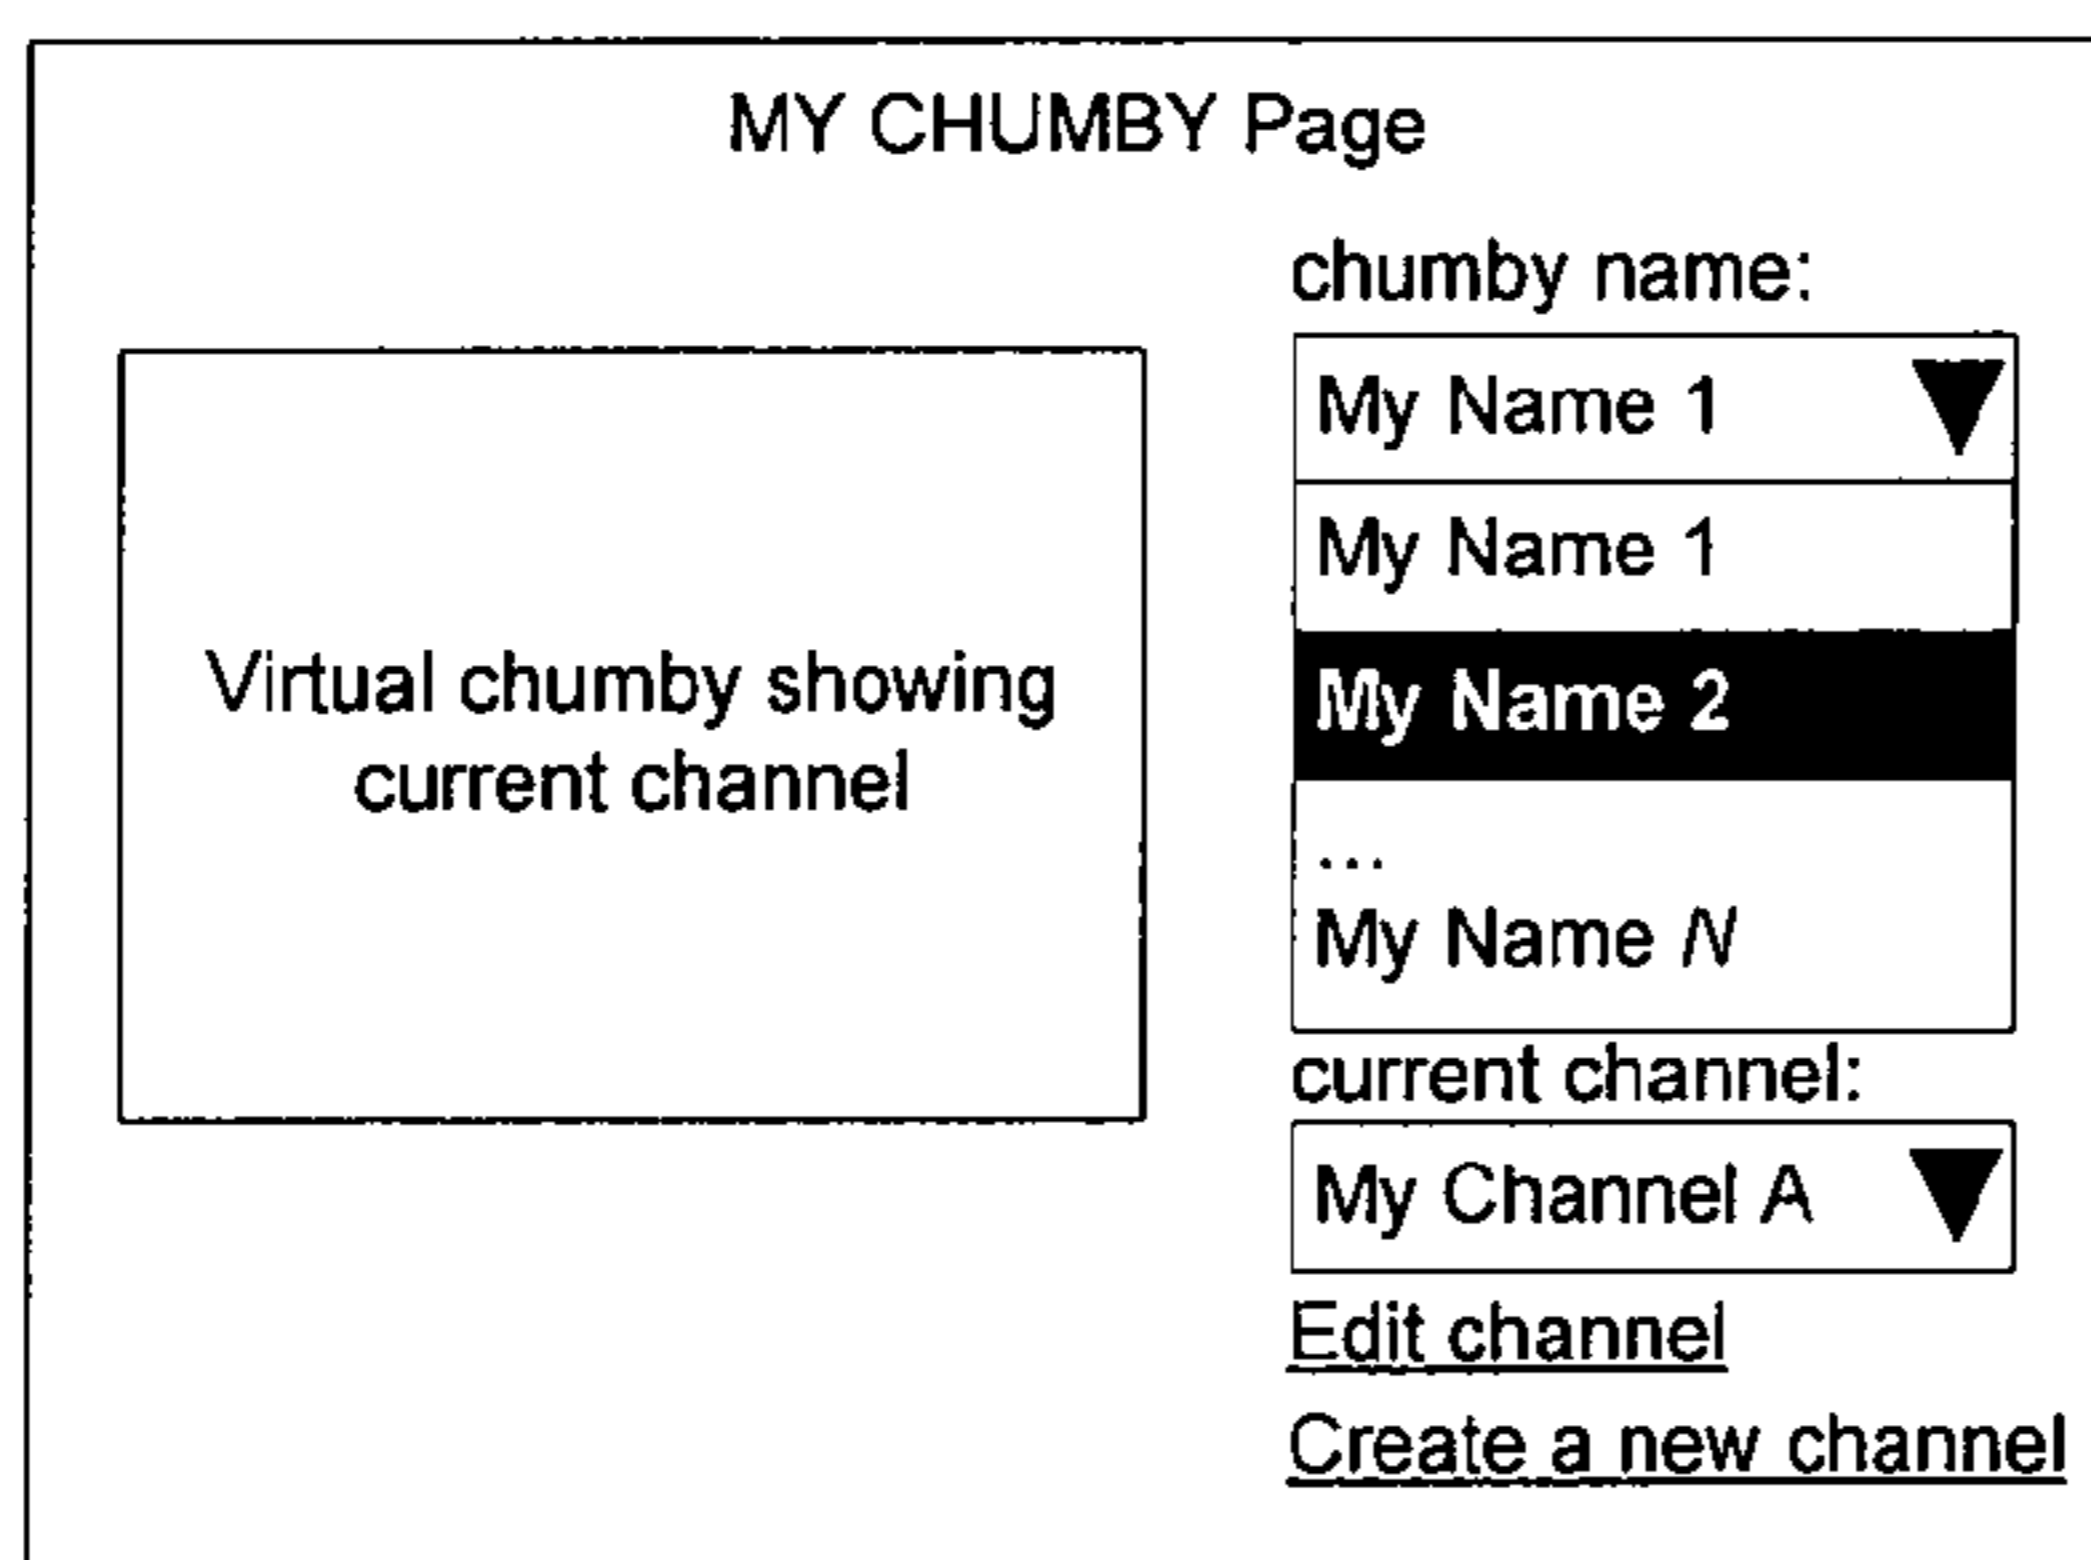 MY CHUMBY Page
Virtual chumby showing
current channel
chumby name:
My Name 1
My Name 1
My Name 2
...
My Name N
current channel:
My Channel A
Edit channel
Create a new channel